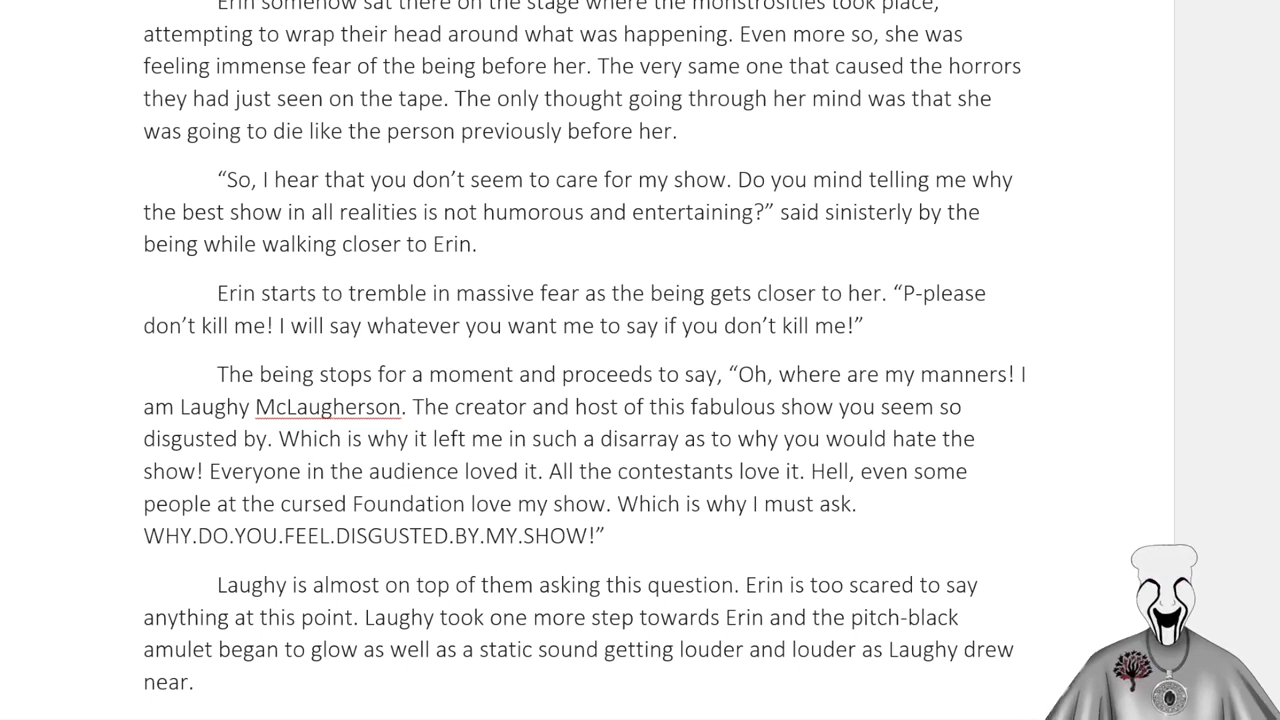 Erin somehow sat there on the stage where the monstrosities took place,
attempting to wrap their head around what was happening. Even more so, she was
feeling immense fear of the being before her. The very same one that caused the horrors
they had just seen on the tape. The only thought going through her mind was that she
was going to die like the person previously before her.
“So, I hear that you don’t seem to care for my show. Do you mind telling me why
the best show in all realities is not humorous and entertaining?” said sinisterly by the
being while walking closer to Erin.
Erin starts to tremble in massive fear as the being gets closer to her. “P-please
don’t kill me! I will say whatever you want me to say if you don’t kill me!”
The being stops for a moment and proceeds to say, “Oh, where are my manners! I
am Laughy McLaugherson. The creator and host of this fabulous show you seem so
disgusted by. Which is why it left me in such a disarray as to why you would hate the
show! Everyone in the audience loved it. All the contestants love it. Hell, even some
people at the cursed Foundation love my show. Which is why I must ask.
WHY.DO.YOU.FEEL.DISGUSTED.BY.MY.SHOW!”
Laughy is almost on top of them asking this question. Erin is too scared to say
anything at this point. Laughy took one more step towards Erin and the pitch-black
amulet began to glow as well as a static sound getting louder and louder as Laughy drew
near.